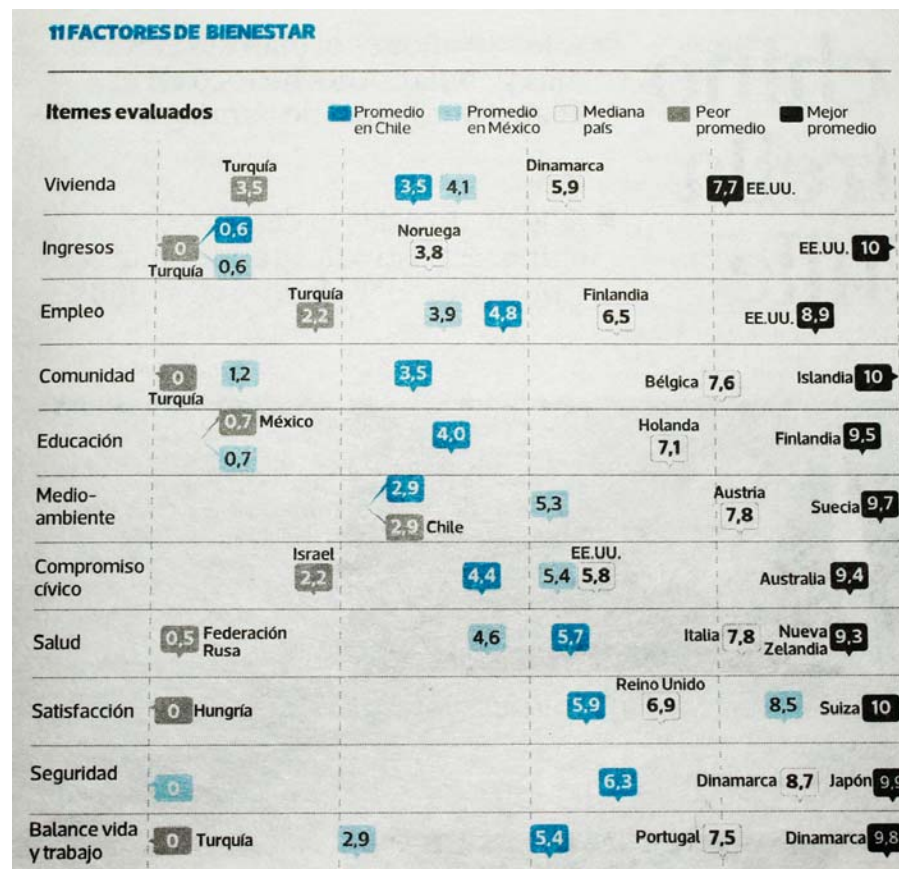 11 FACTORES DE BIENESTAR
Itemes evaluados
Promedio en Chile
Promedio en México
Mediana país
Peor promedio
Mejor promedio
Vivienda
Turquía
3,5
3,5
4,1
Dinamarca
5,9
7,7 EE.UU.
Ingresos
0
Turquía
0,6
0,6
Noruega
3,8
EE.UU. 10
Empleo
Turquía
2,2
3,9
4,8
Finlandia
6,5
EE.UU. 8,9
Comunidad
0
Turquía
1,2
3,5
Bélgica 7,6
Islandia 10
Educación
0,7 México
0,7
4,0
Holanda
7,1
Finlandia 9,5
Medio-
ambiente
2,9
2,9 Chile
5,3
Austria
7,8
Suecia 9,7
Compromiso
cívico
Israel
2,2
4,4
5,4
EE.UU.
5,8
Australia 9,4
Salud
0,5 Federación
Rusa
4,6
5,7
Italia 7,8
Nueva
Zelandia 9,3
Satisfacción
0 Hungría
5,9
Reino Unido
6,9
8,5
Suiza 10
Seguridad
0
6,3
Dinamarca 8,7
Japón 9,9
Balance vida
y trabajo
0 Turquía
2,9
5,4
Portugal 7,5
Dinamarca 9,8